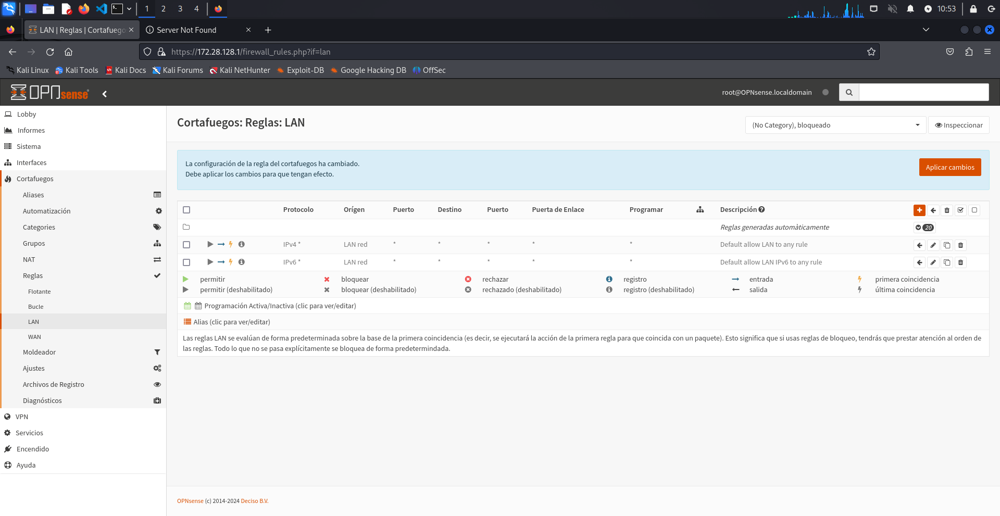 1 2 3 4 10:53
LAN | Reglas | Cortafuego
Server Not Found
https://172.28.128.1/firewall_rules.php?if=lan
Kali Linux Kali Tools Kali Docs Kali Forums Kali NetHunter Exploit-DB Google Hacking DB OffSec
OPNsense
root@OPNsense.localdomain
Lobby
Informes
Sistema
Interfaces
Cortafuegos
Aliases
Automatización
Categories
Grupos
NAT
Reglas
Flotante
Bucle
LAN
WAN
Moldeador
Ajustes
Archivos de Registro
Diagnósticos
VPN
Servicios
Encendido
Ayuda
Cortafuegos: Reglas: LAN
(No Category), bloqueado
Inspeccionar
La configuración de la regla del cortafuegos ha cambiado.
Debe aplicar los cambios para que tengan efecto.
Aplicar cambios
Protocolo Orígen Puerto Destino Puerto Puerta de Enlace Programar Descripción
Reglas generadas automàticamente 20
IPv4 * LAN red * * * * * Default allow LAN to any rule
IPv6 * LAN red * * * * * Default allow LAN IPv6 to any rule
permitir bloquear rechazar registro entrada primera coincidencia
permitir (deshabilitado) bloquear (deshabilitado) rechazado (deshabilitado) registro (deshabilitado) salida última coincidencia
Programación Activa/Inactiva (clic para ver/editar)
Alias (clic para ver/editar)
Las reglas LAN se evalúan de forma predeterminada sobre la base de la primera coincidencia (es decir, se ejecutará la acción de la primera regla para que coincida con un paquete). Esto significa que si usas reglas de bloqueo, tendrás que prestar atención al orden de
las reglas. Todo lo que no se pasa explícitamente se bloquea de forma predetermindada.
OPNsense (c) 2014-2024 Deciso B.V.